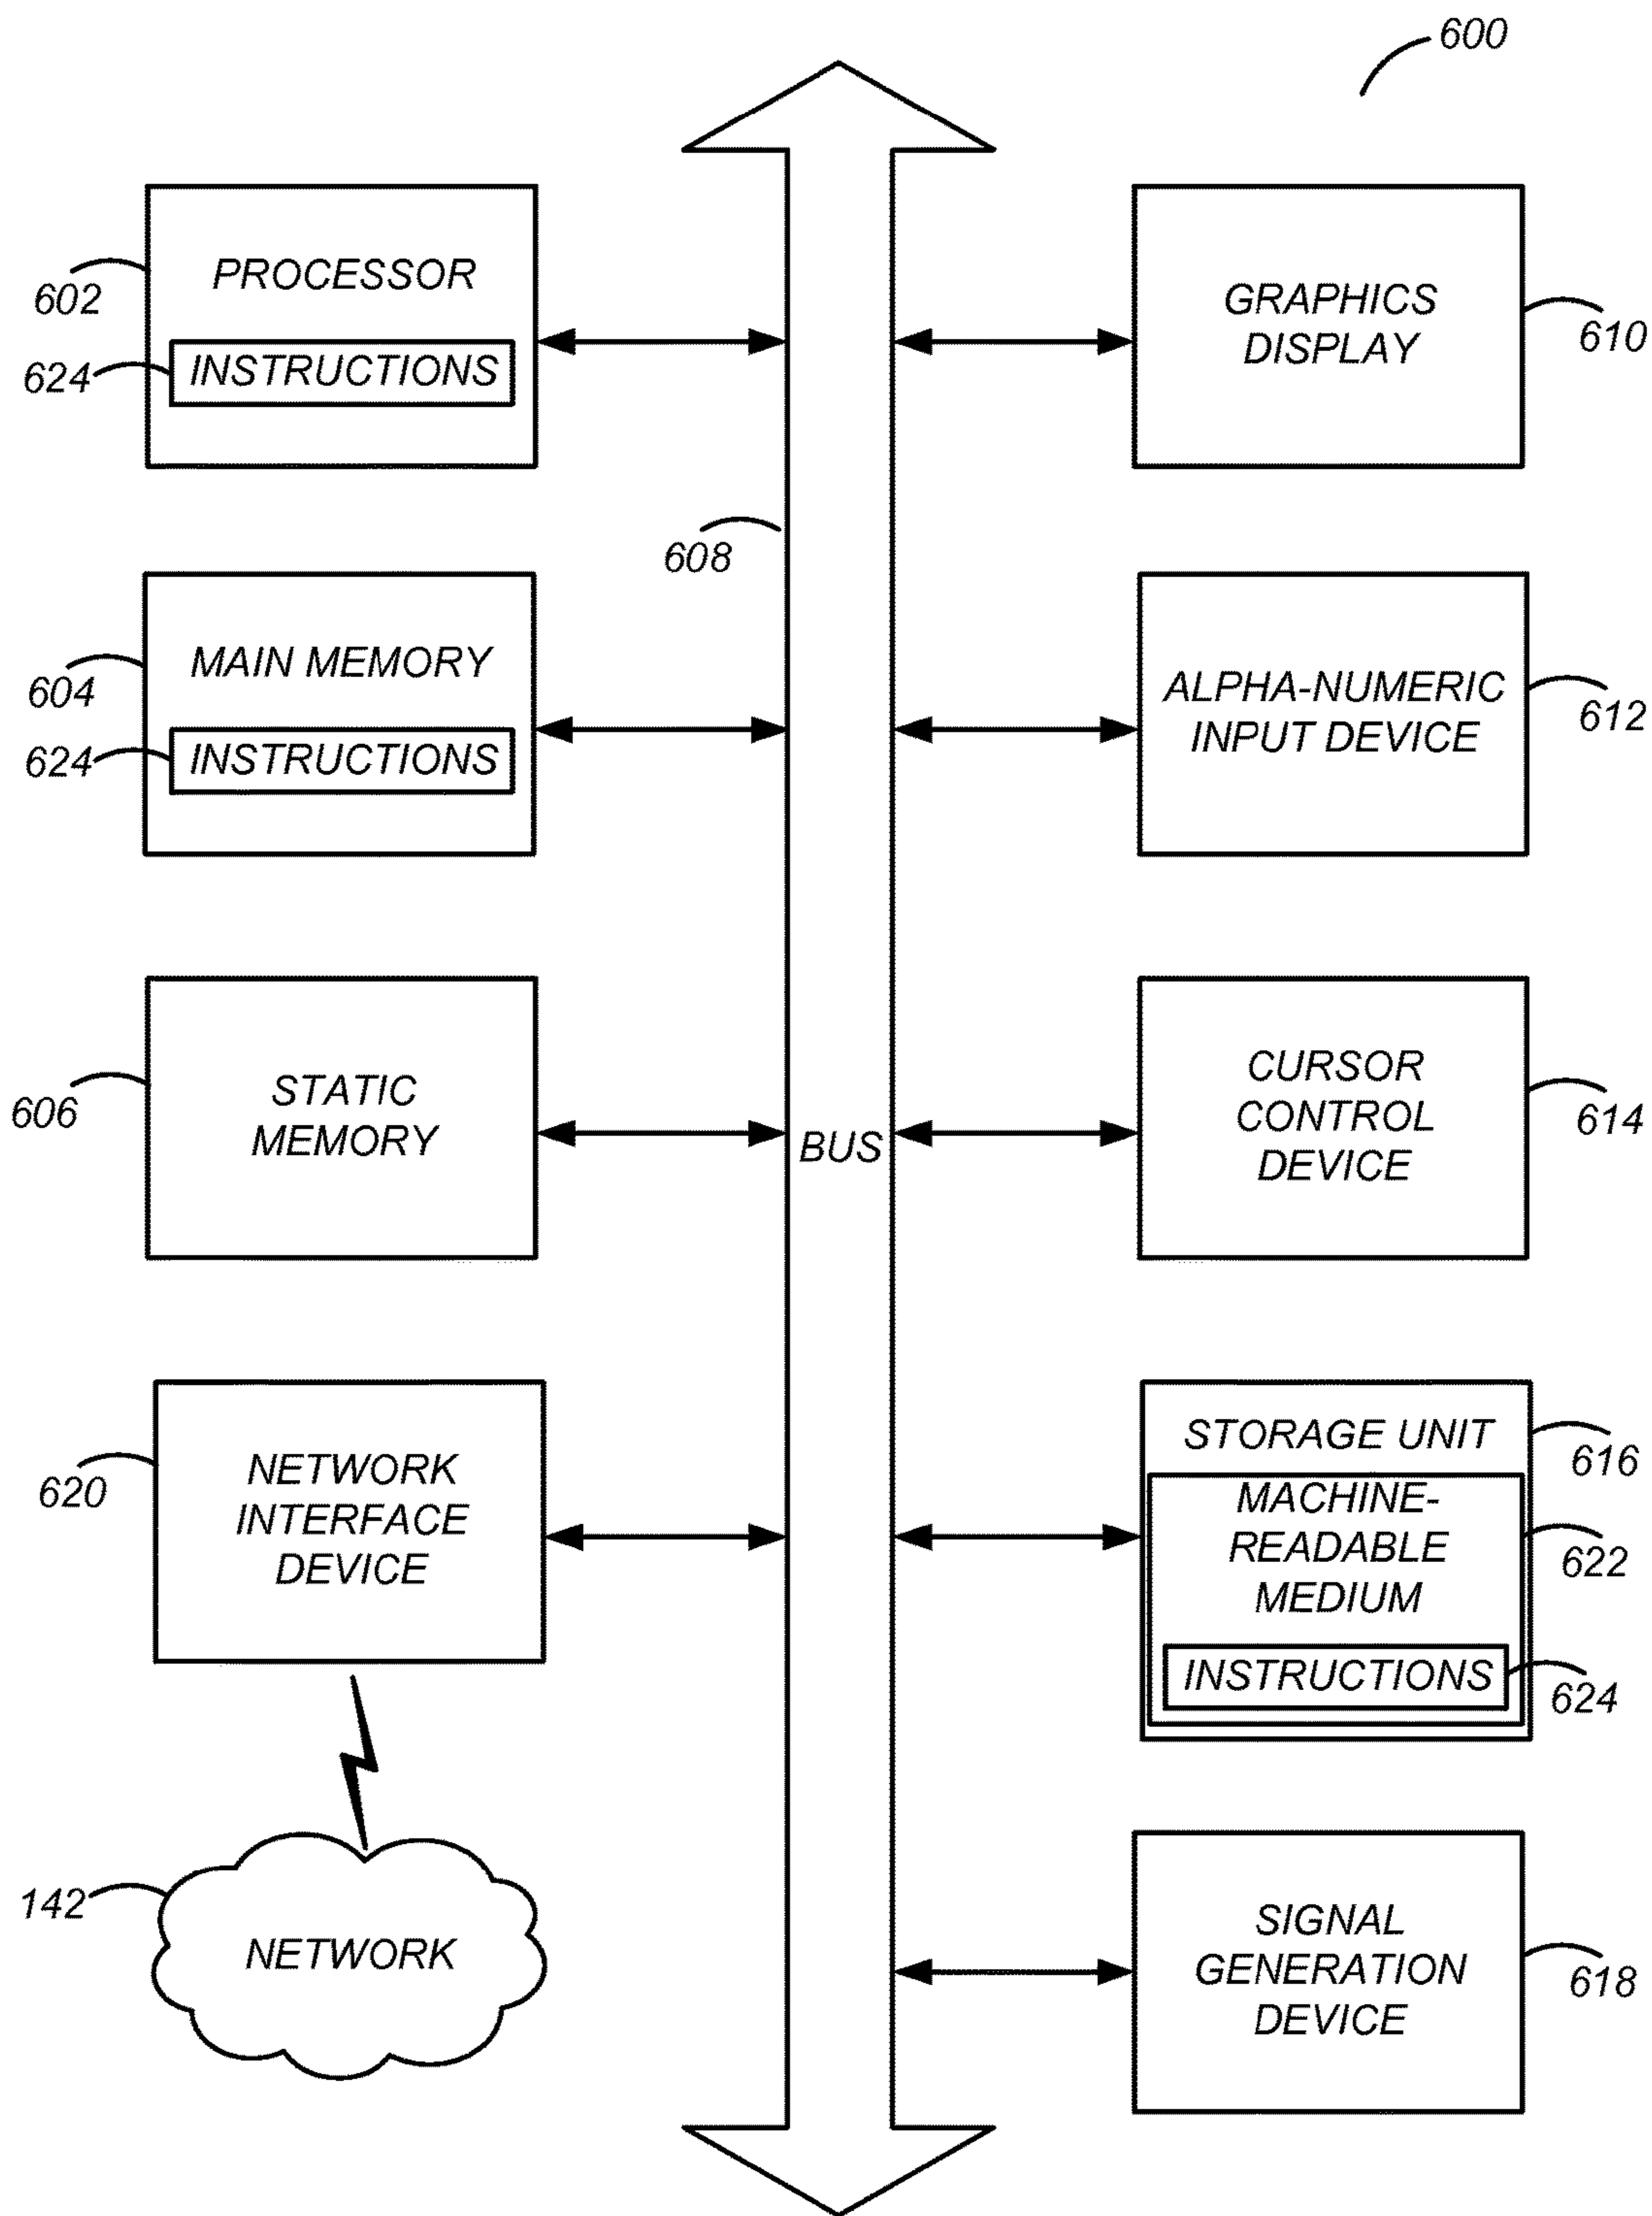 600
PROCESSOR
602
624
INSTRUCTIONS
GRAPHICS
DISPLAY
610
608
MAIN MEMORY
604
624
INSTRUCTIONS
ALPHA-NUMERIC
INPUT DEVICE
612
STATIC
MEMORY
606
BUS
CURSOR
CONTROL
DEVICE
614
NETWORK
INTERFACE
DEVICE
620
STORAGE UNIT
616
MACHINE-
READABLE
MEDIUM
622
INSTRUCTIONS
624
142
NETWORK
SIGNAL
GENERATION
DEVICE
618